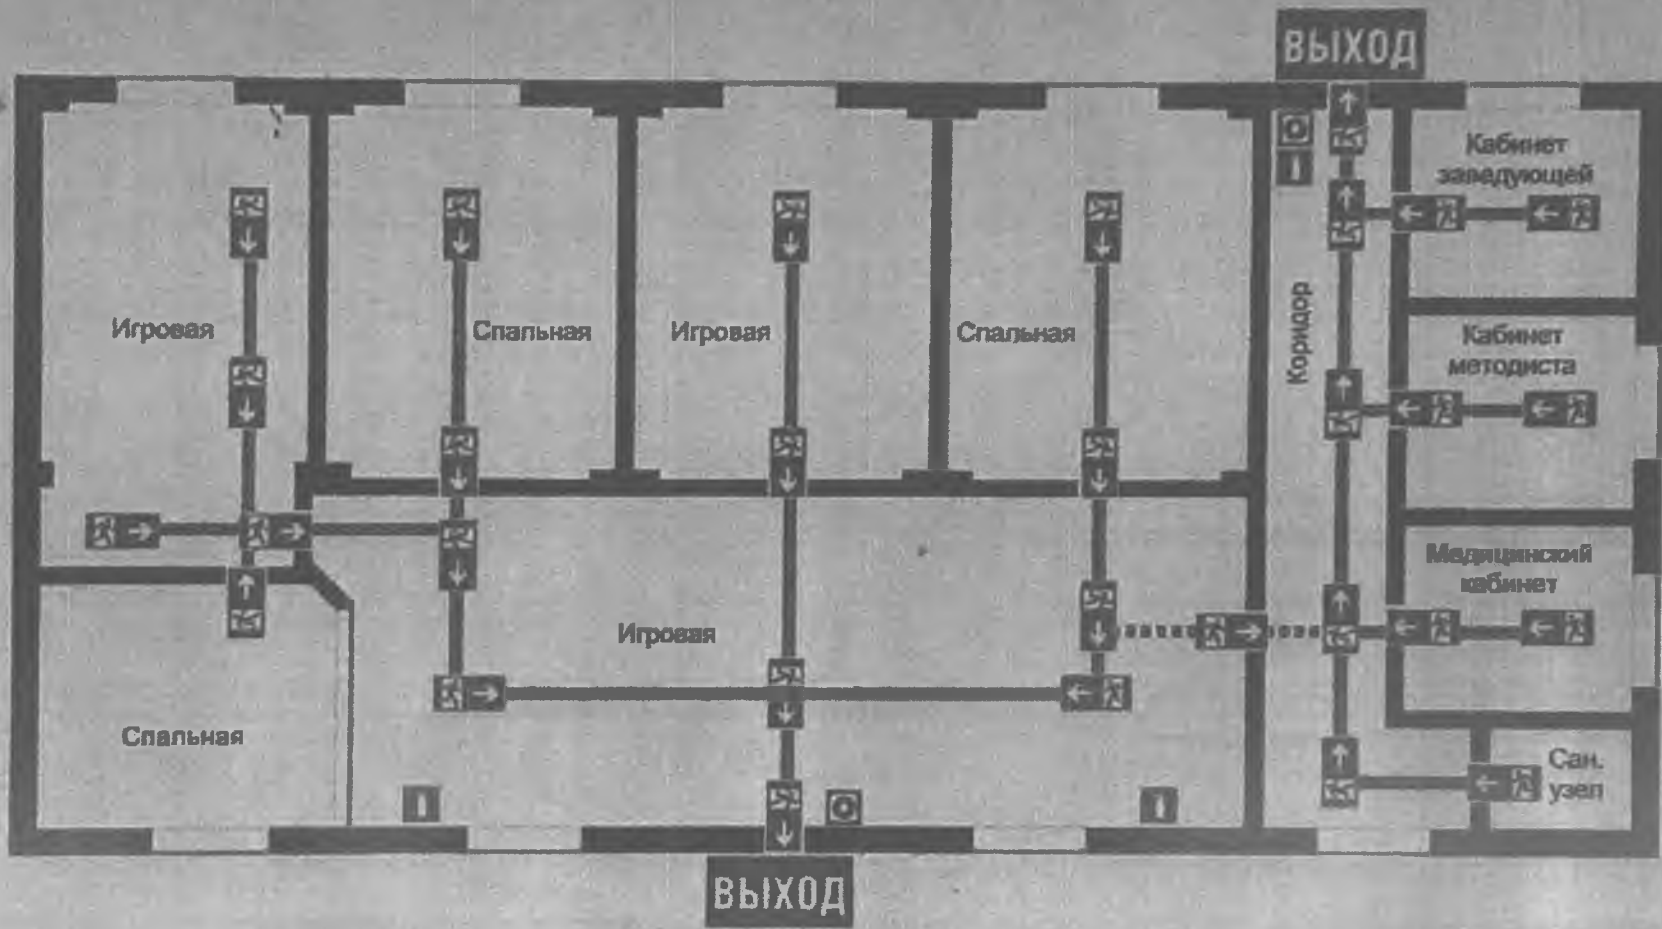 ВЫХОД
Кабинет
заведующей
Игровая
Спальная
Игровая
Спальная
Коридор
Кабинет
методиста
Медицинский
кабинет
Игровая
Спальная
Сан.
узел
ВЫХОД